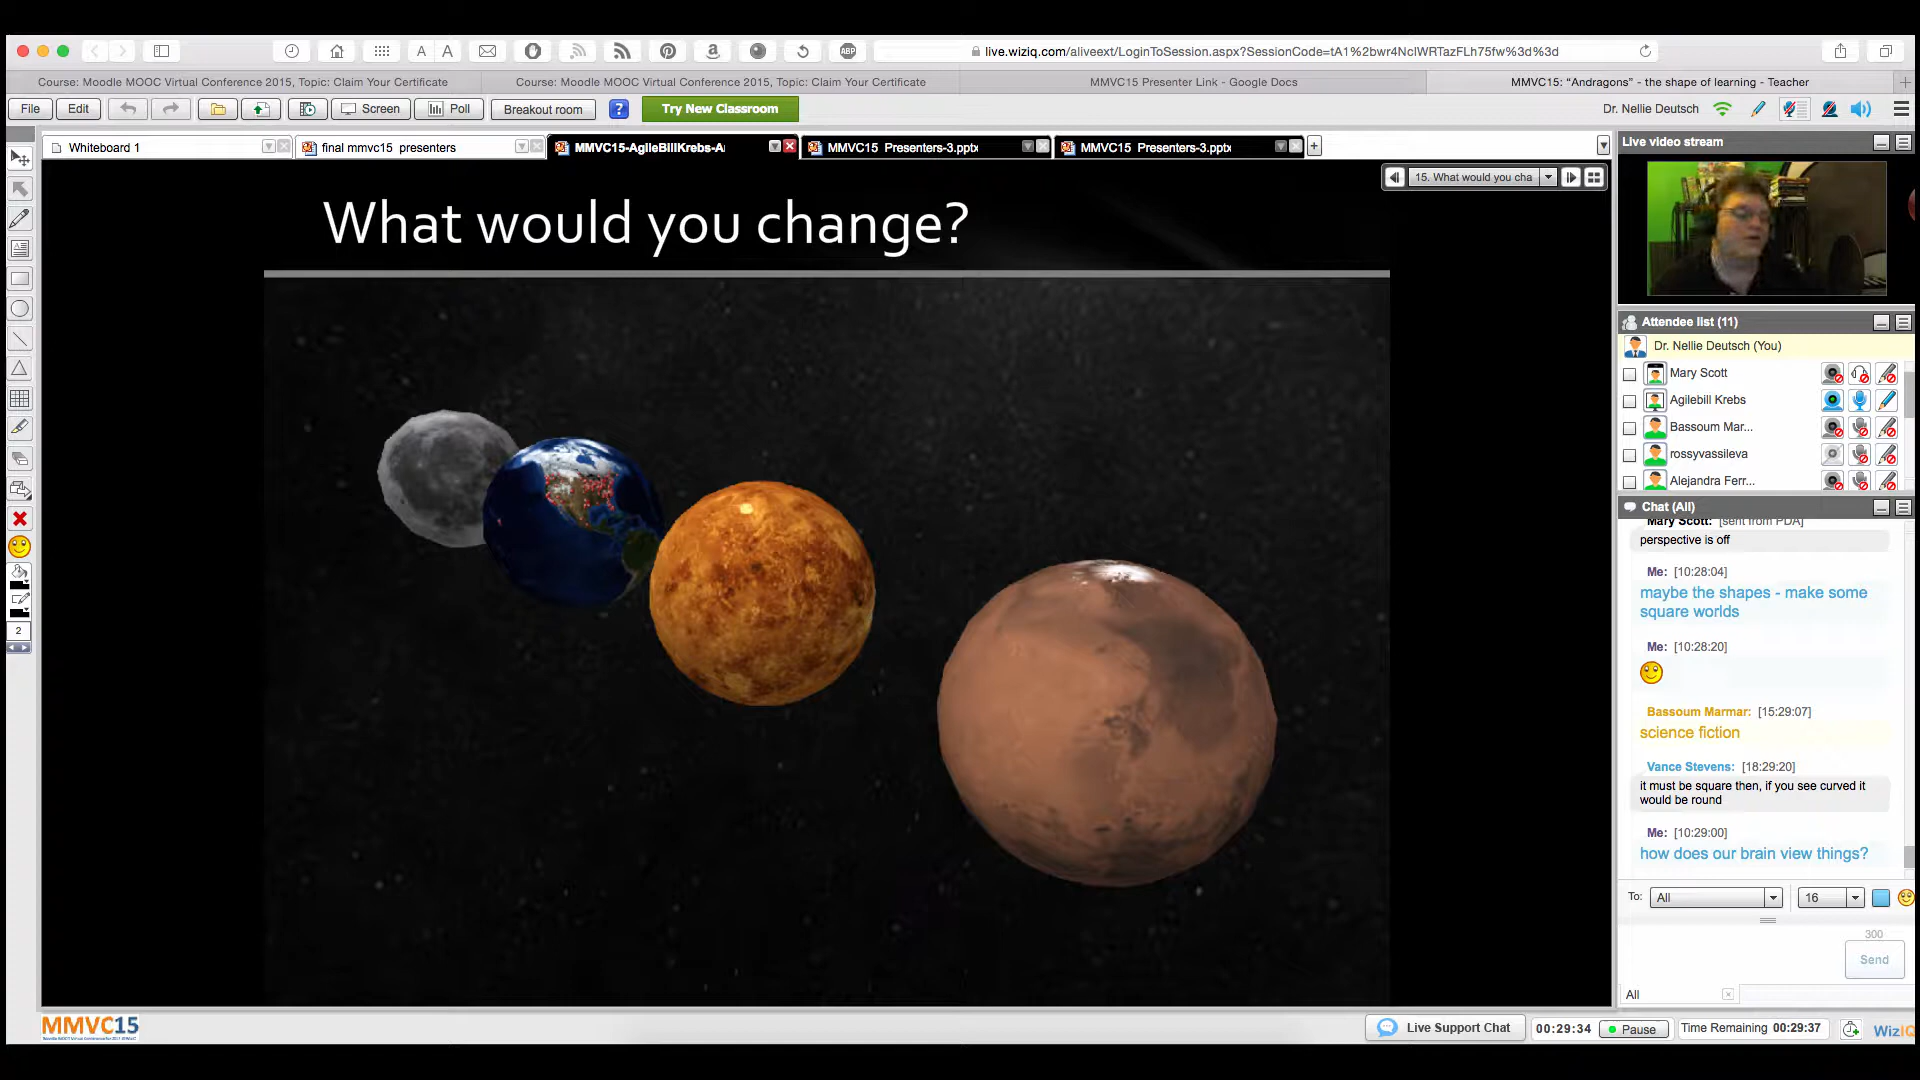 live.wiziq.com/aliveext/LoginToSession.aspx?SessionCode=tA1%2bwr4NclWRTazFLh75fw%3d%3d
Course: Moodle MOOC Virtual Conference 2015, Topic: Claim Your Certificate
Course: Moodle MOOC Virtual Conference 2015, Topic: Claim Your Certificate
MMVC15 Presenter Link - Google Docs
MMVC15: “Andragons” - the shape of learning - Teacher
File
Edit
Screen
Poll
Breakout room
?
Try New Classroom
Dr. Nellie Deutsch
Whiteboard 1
final mmvc15 presenters
MMVC15-AgileBillKrebs-A
MMVC15 Presenters-3.pptx
MMVC15 Presenters-3.pptx
15. What would you cha
What would you change?
Live video stream
Attendee list (11)
Dr. Nellie Deutsch (You)
Mary Scott
Agilebill Krebs
Bassoum Mar...
rossyvassileva
Alejandra Ferr...
Chat (All)
Mary Scott: [sent from PDA]
perspective is off
Me: [10:28:04]
maybe the shapes - make some
square worlds
Me: [10:28:20]
Bassoum Marmar: [15:29:07]
science fiction
Vance Stevens: [18:29:20]
it must be square then, if you see curved it
would be round
Me: [10:29:00]
how does our brain view things?
To: All
16
300
Send
All
2
MMVC15
Live Support Chat
00:29:34
Pause
Time Remaining 00:29:37
WizIQ